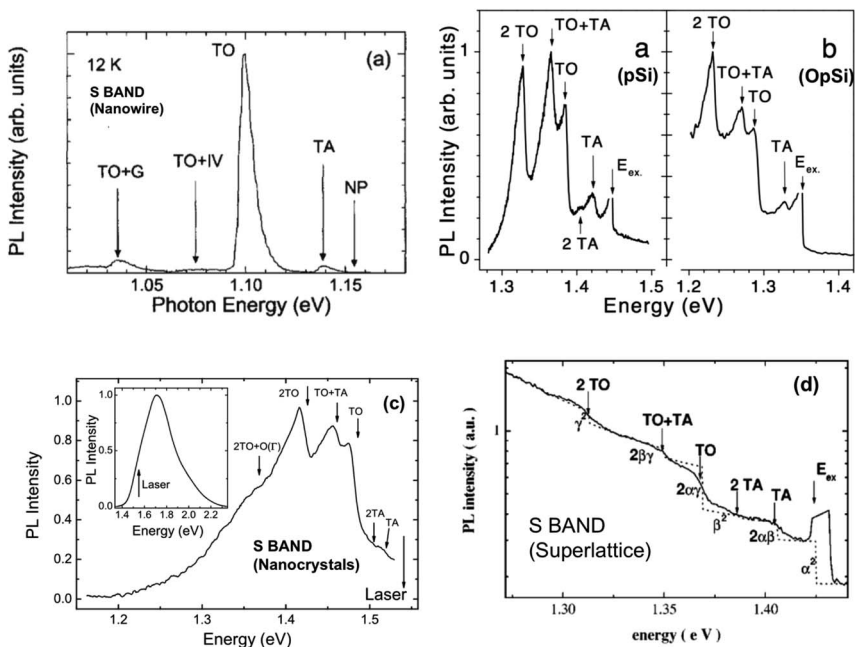 PL Intensity (arb. units)
12 K
S BAND
(Nanowire)
(a)
TO
TO+G
TO+IV
TA
NP
1.05
1.10
1.15
Photon Energy (eV)
PL Intensity (arb. units)
1
0
2 TO
TO+TA
TO
a
(pSi)
TA
E ex.
2 TA
1.3
1.4
1.5
2 TO
TO+TA
TO
b
(OpSi)
TA
E ex.
1.2
1.3
1.4
Energy (eV)
PL Intensity
1.0
0.8
0.6
0.4
0.2
0.0
PL Intensity
1.0
0.5
0.0
Laser
1.4
1.6
1.8
2.0
2.2
Energy (eV)
(c)
2TO
TO+TA
TO
2TO+O(Γ)
2TA
TA
S BAND
(Nanocrystals)
Laser
1.2
1.3
1.4
1.5
Energy (eV)
PL intensity ( a.u. )
1
(d)
2 TO
γ²
TO+TA
2βγ
TO
2αγ
2 TA
β²
TA
2αβ
E ex
α²
S BAND
(Superlattice)
1.30
1.35
1.40
energy ( e V )